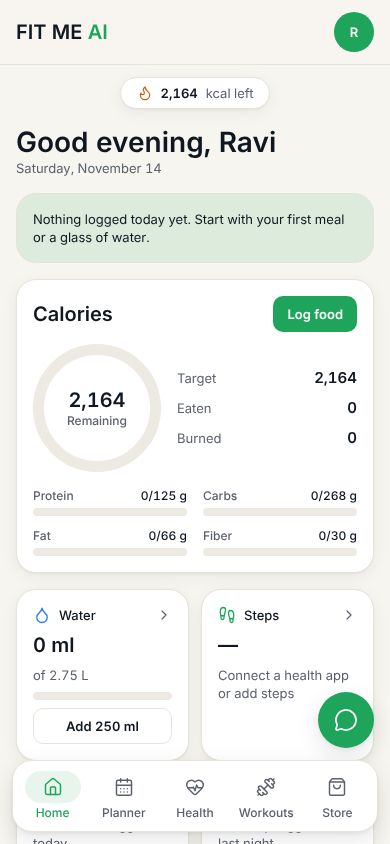 FIT ME AI
R
2,164 kcal left
Good evening, Ravi
Saturday, November 14
Nothing logged today yet. Start with your first meal
or a glass of water.
Calories
Log food
2,164
Remaining
Target 2,164
Eaten 0
Burned 0
Protein 0/125 g
Carbs 0/268 g
Fat 0/66 g
Fiber 0/30 g
Water
0 ml
of 2.75 L
Add 250 ml
Steps
—
Connect a health app
or add steps
Home
Planner
Health
Workouts
Store
today
last night